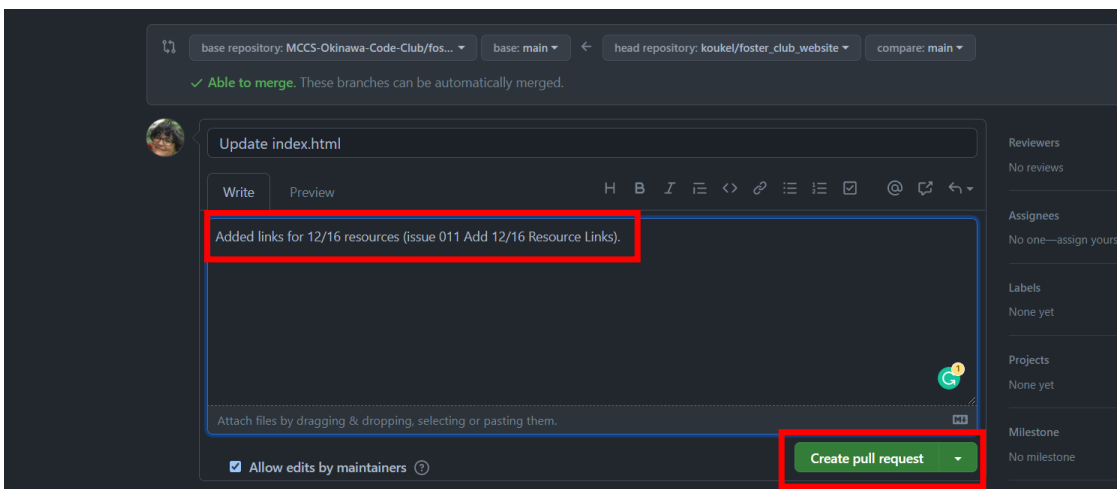 base repository: MCCS-Okinawa-Code-Club/fos...
base: main
head repository: koukel/foster_club_website
compare: main
Able to merge. These branches can be automatically merged.
Update index.html
Reviewers
No reviews
Write
Preview
H B I
Assignees
No one—assign yours
Added links for 12/16 resources (issue 011 Add 12/16 Resource Links).
Labels
None yet
Projects
None yet
1
Attach files by dragging & dropping, selecting or pasting them.
Milestone
No milestone
Allow edits by maintainers
Create pull request